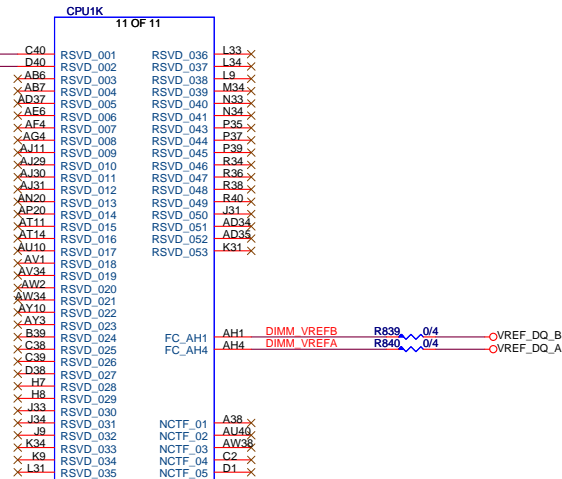 CPU1K
11 OF 11
C40 RSVD_001 RSVD_036 L33
D40 RSVD_002 RSVD_037 L34
AB6 RSVD_003 RSVD_038 L9
AB7 RSVD_004 RSVD_039 M34
AD37 RSVD_005 RSVD_040 N33
AE6 RSVD_006 RSVD_041 N34
AF4 RSVD_007 RSVD_043 P35
AG4 RSVD_008 RSVD_044 P37
AJ11 RSVD_009 RSVD_045 P39
AJ29 RSVD_010 RSVD_046 R34
AJ30 RSVD_011 RSVD_047 R36
AJ31 RSVD_012 RSVD_048 R38
AN20 RSVD_013 RSVD_049 R40
AP20 RSVD_014 RSVD_050 J31
AT11 RSVD_015 RSVD_051 AD34
AT14 RSVD_016 RSVD_052 AD35
AU10 RSVD_017 RSVD_053 K31
AV1 RSVD_018
AV34 RSVD_019
AW2 RSVD_020
AW34 RSVD_021
AY10 RSVD_022
AY3 RSVD_023
B39 RSVD_024 FC_AH1 AH1 DIMM_VREFB R839 0/4 VREF_DQ_B
C38 RSVD_025 FC_AH4 AH4 DIMM_VREFA R840 0/4 VREF_DQ_A
C39 RSVD_026
D38 RSVD_027
H7 RSVD_028
H8 RSVD_029
J33 RSVD_030
J34 RSVD_031 NCTF_01 A38
J9 RSVD_032 NCTF_02 AU40
K34 RSVD_033 NCTF_03 AW38
K9 RSVD_034 NCTF_04 C2
L31 RSVD_035 NCTF_05 D1